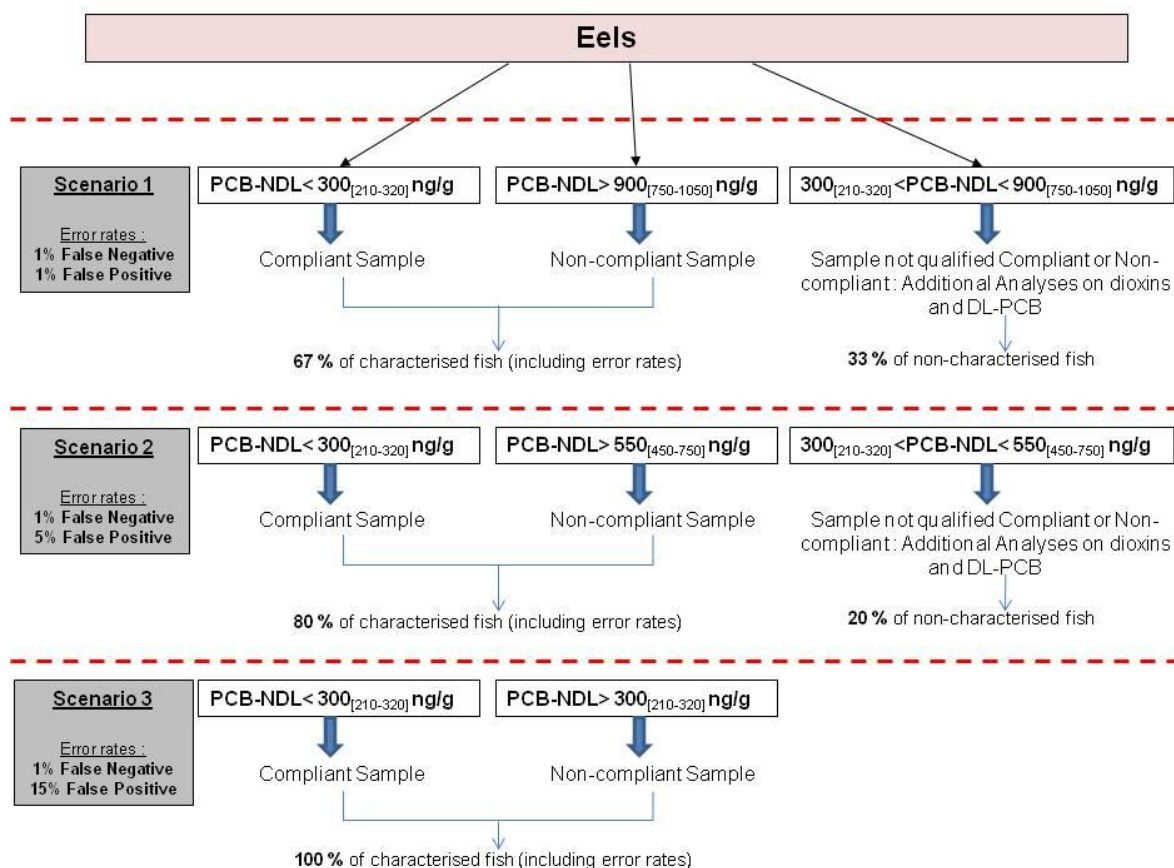 Eels
Scenario 1
Error rates :
1% False Negative
1% False Positive
PCB-NDL< 300[210-320] ng/g
PCB-NDL> 900[750-1050] ng/g
300[210-320] <PCB-NDL< 900[750-1050] ng/g
Compliant Sample
Non-compliant Sample
Sample not qualified Compliant or Non-
compliant : Additional Analyses on dioxins
and DL-PCB
67 % of characterised fish (including error rates)
33 % of non-characterised fish
Scenario 2
Error rates :
1% False Negative
5% False Positive
PCB-NDL< 300[210-320] ng/g
PCB-NDL> 550[450-750] ng/g
300[210-320] <PCB-NDL< 550[450-750] ng/g
Compliant Sample
Non-compliant Sample
Sample not qualified Compliant or Non-
compliant : Additional Analyses on dioxins
and DL-PCB
80 % of characterised fish (including error rates)
20 % of non-characterised fish
Scenario 3
Error rates :
1% False Negative
15% False Positive
PCB-NDL< 300[210-320] ng/g
PCB-NDL> 300[210-320] ng/g
Compliant Sample
Non-compliant Sample
100 % of characterised fish (including error rates)